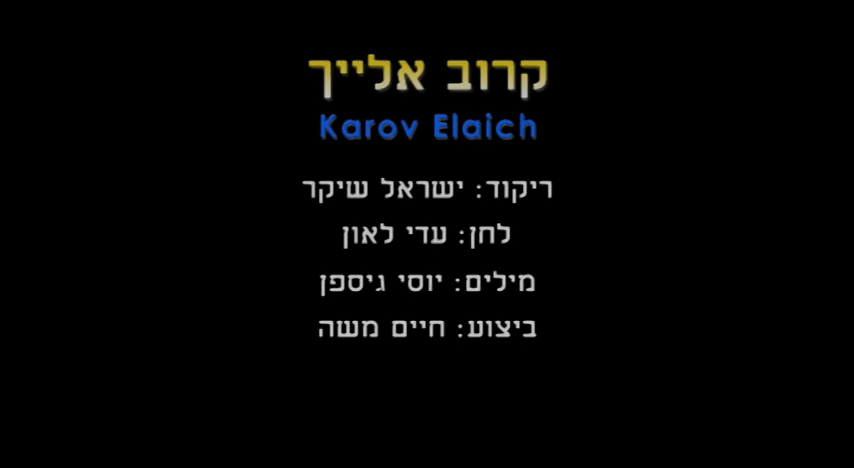 קרוב אלייך
Karov Elaich
ריקוד: ישראל שיקר
לחן: עדי לאון
מילים: יוסי גיספן
ביצוע: חיים משה